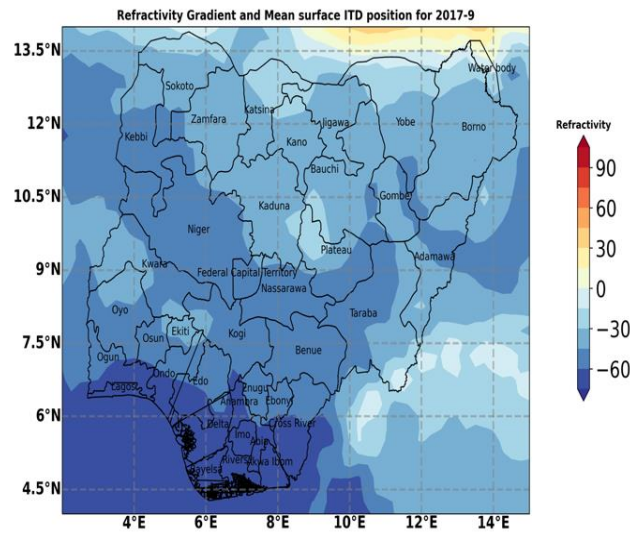 Refractivity Gradient and Mean surface ITD position for 2017-9
13.5°N
12°N
10.5°N
9°N
7.5°N
6°N
4.5°N
Water body
Sokoto
Katsina
Zamfara
Jigawa
Yobe
Borno
Kebbi
Kano
Bauchi
Gombe
Kaduna
Niger
Plateau
Adamawa
Kwara
Federal Capital Territory
Nassarawa
Oyo
Taraba
Ekiti
Kogi
Osun
Benue
Ogun
Ondo
Edo
Lagos
Enugu
Anambra
Ebony
Delta
Cross River
Imo
Abia
Rivers
Akwa Ibom
Bayelsa
4°E 6°E 8°E 10°E 12°E 14°E
Refractivity
90
60
30
0
−30
−60